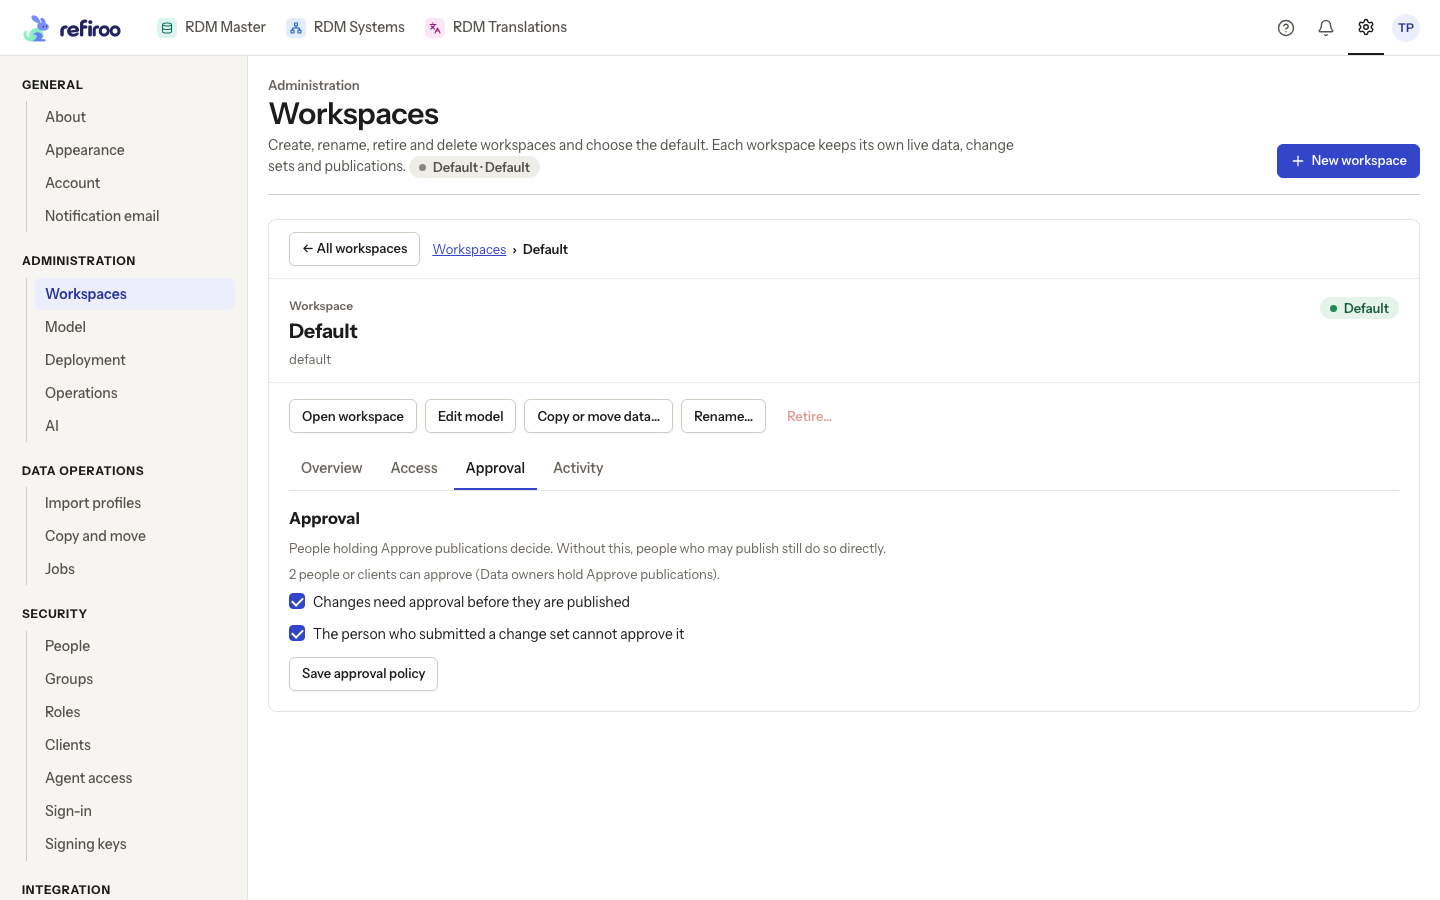 refiroo
RDM Master
RDM Systems
RDM Translations
TP
GENERAL
About
Appearance
Account
Notification email
ADMINISTRATION
Workspaces
Model
Deployment
Operations
AI
DATA OPERATIONS
Import profiles
Copy and move
Jobs
SECURITY
People
Groups
Roles
Clients
Agent access
Sign-in
Signing keys
INTEGRATION
Administration
Workspaces
Create, rename, retire and delete workspaces and choose the default. Each workspace keeps its own live data, change
sets and publications. Default · Default
+ New workspace
← All workspaces
Workspaces › Default
Workspace
Default
default
Default
Open workspace
Edit model
Copy or move data...
Rename...
Retire...
Overview
Access
Approval
Activity
Approval
People holding Approve publications decide. Without this, people who may publish still do so directly.
2 people or clients can approve (Data owners hold Approve publications).
Changes need approval before they are published
The person who submitted a change set cannot approve it
Save approval policy